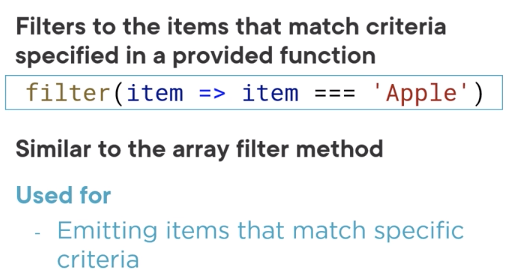 Filters to the items that match criteria
specified in a provided function
filter(item => item === 'Apple')
Similar to the array filter method
Used for
- Emitting items that match specific
criteria